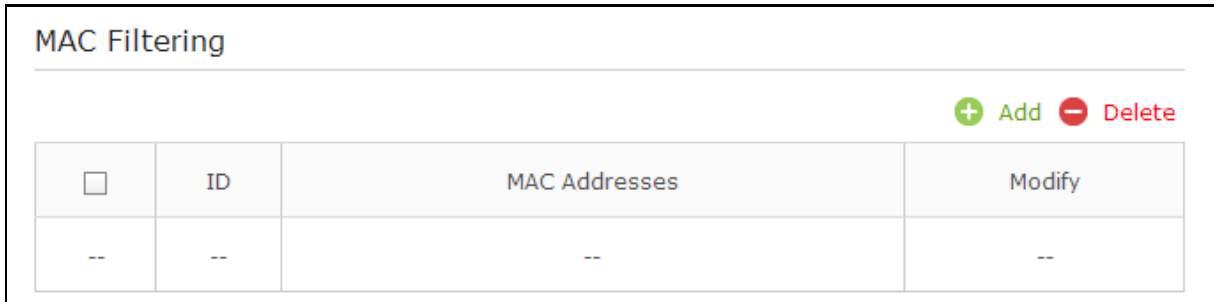 MAC Filtering
Add Delete
ID MAC Addresses Modify
-- -- -- --